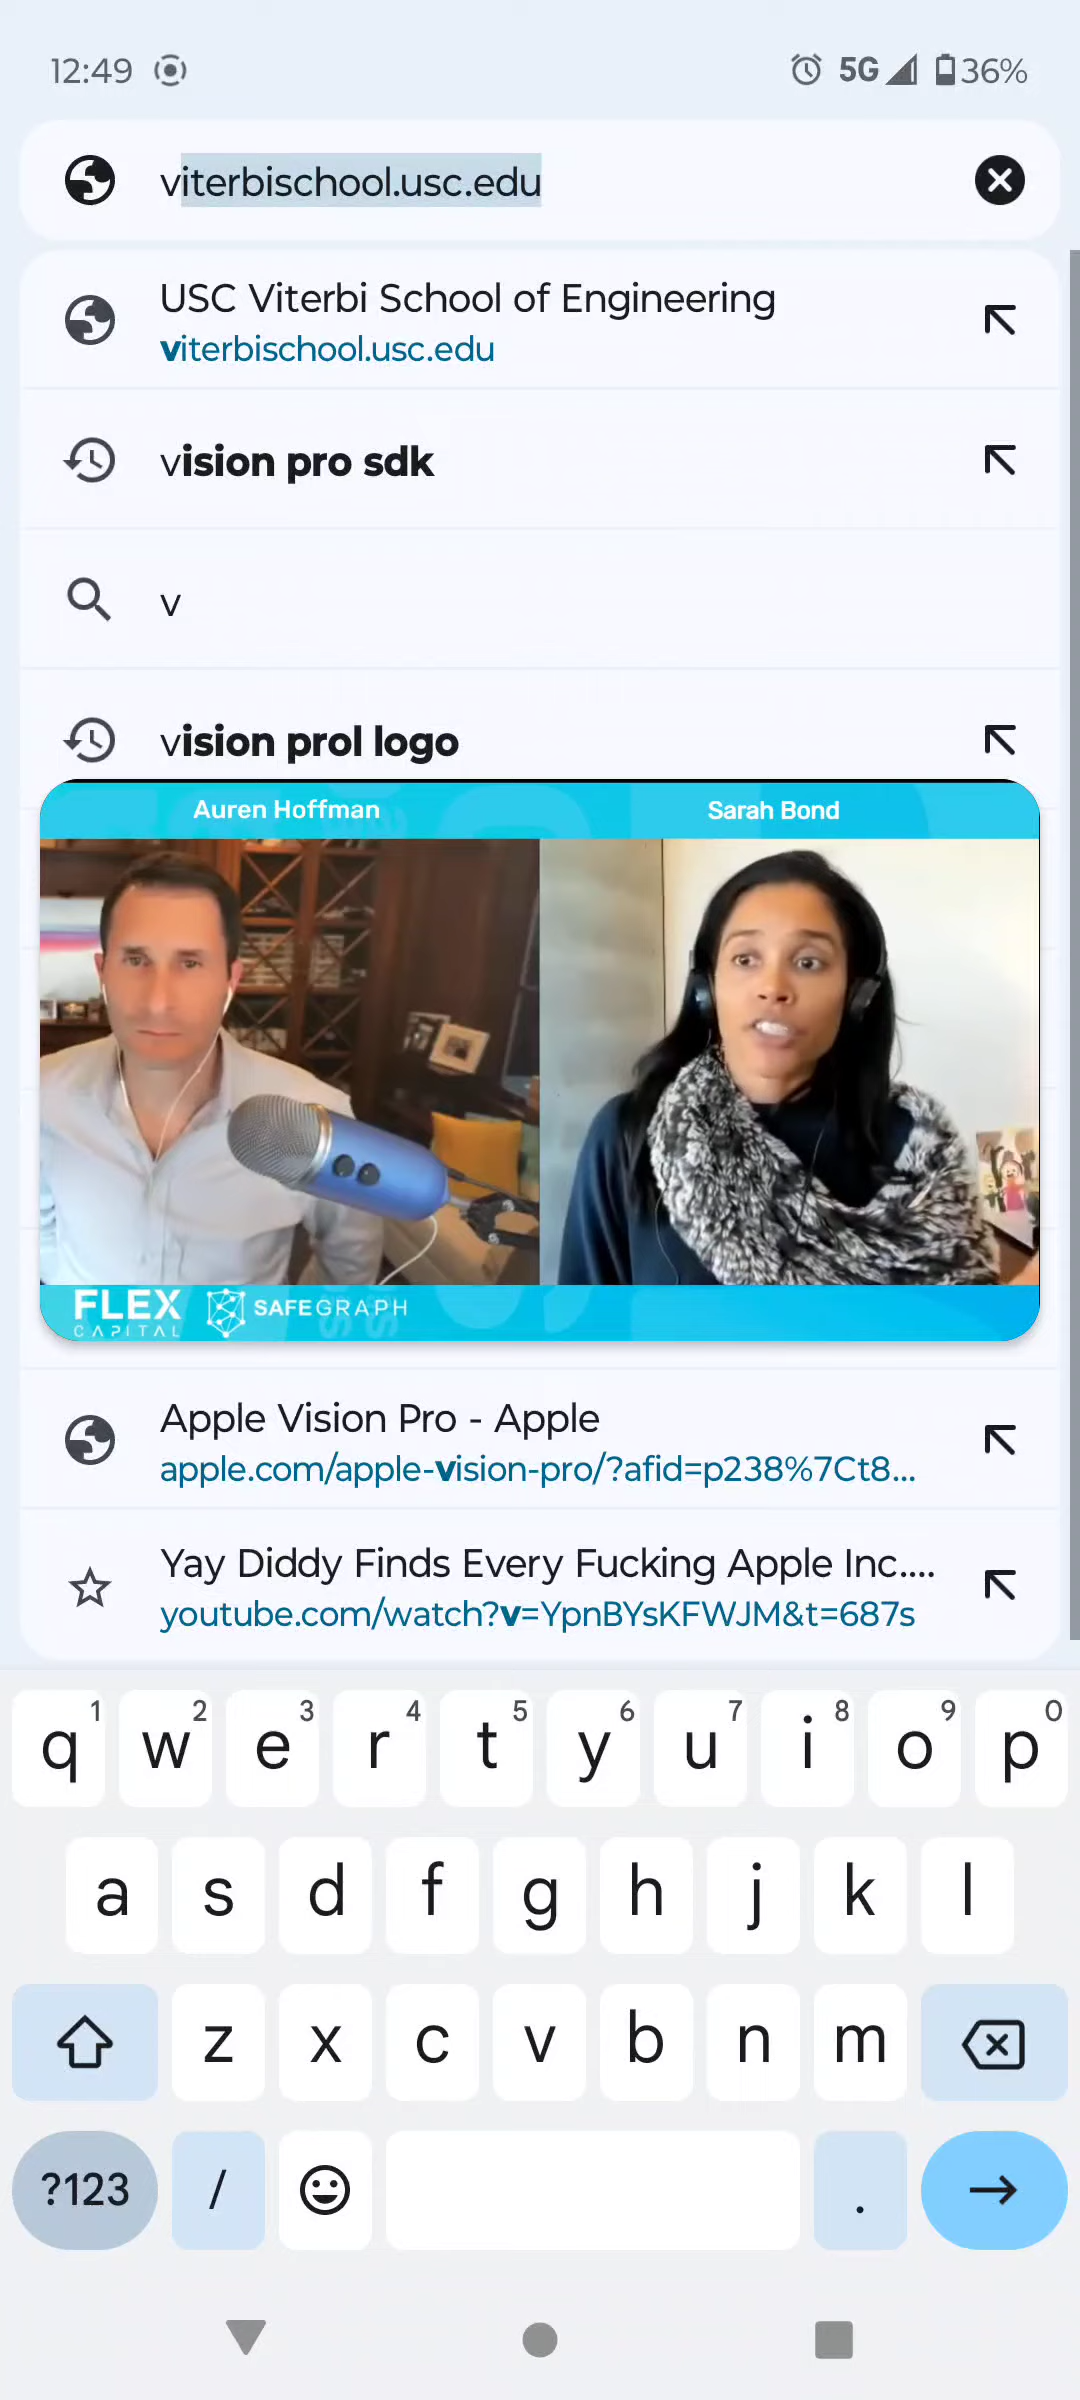 12:49
5G
36%
viterbischool.usc.edu
USC Viterbi School of Engineering
viterbischool.usc.edu
vision pro sdk
v
vision prol logo
Auren Hoffman
Sarah Bond
FLEX
CAPITAL
SAFEGRAPH
Apple Vision Pro - Apple
apple.com/apple-vision-pro/?afid=p238%7Ct8...
Yay Diddy Finds Every Fucking Apple Inc....
youtube.com/watch?v=YpnBYsKFWJM&t=687s
q1 w2 e3 r4 t5 y6 u7 i8 o9 p0
a s d f g h j k l
z x c v b n m
?123 / .